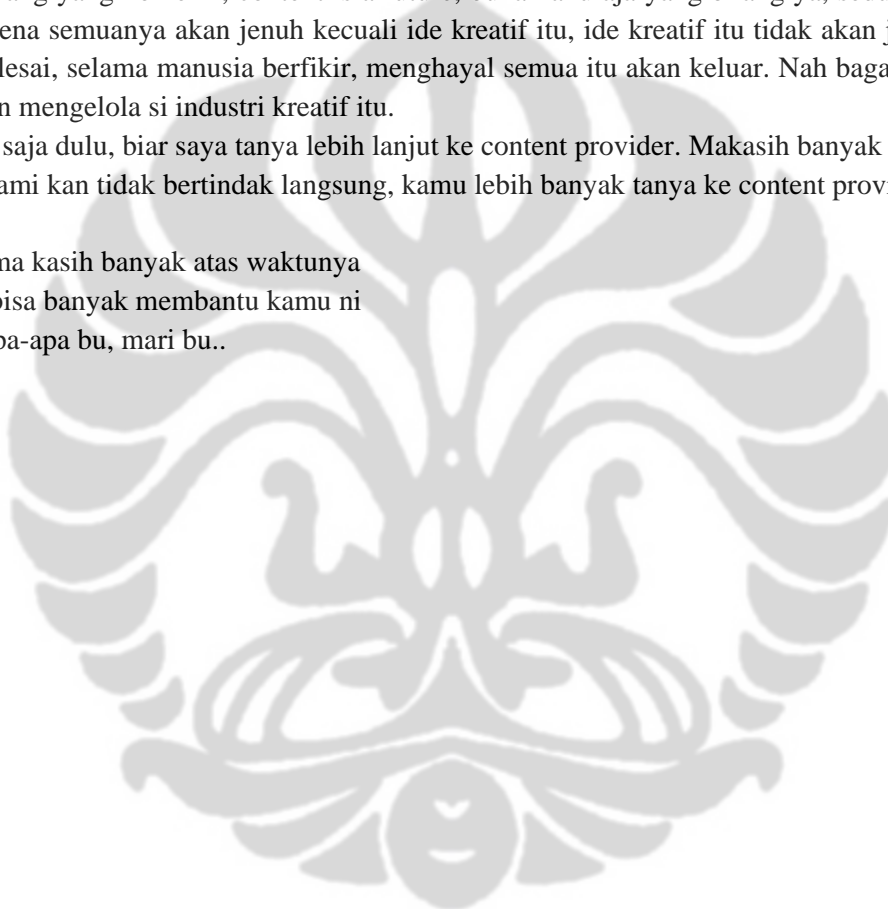 ena semuanya akan jenuh kecuali ide kreatif itu, ide kreatif itu tidak akan j
lesai, selama manusia berfikir, menghayal semua itu akan keluar. Nah baga
n mengelola si industri kreatif itu.
saja dulu, biar saya tanya lebih lanjut ke content provider. Makasih banyak
ami kan tidak bertindak langsung, kamu lebih banyak tanya ke content provi
ma kasih banyak atas waktunya
bisa banyak membantu kamu ni
pa-apa bu, mari bu..